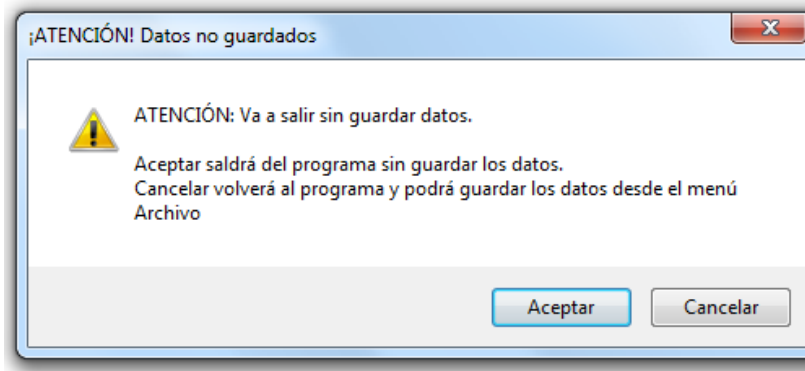 ¡ATENCIÓN! Datos no guardados
ATENCIÓN: Va a salir sin guardar datos.
Aceptar saldrá del programa sin guardar los datos.
Cancelar volverá al programa y podrá guardar los datos desde el menú
Archivo
Aceptar
Cancelar